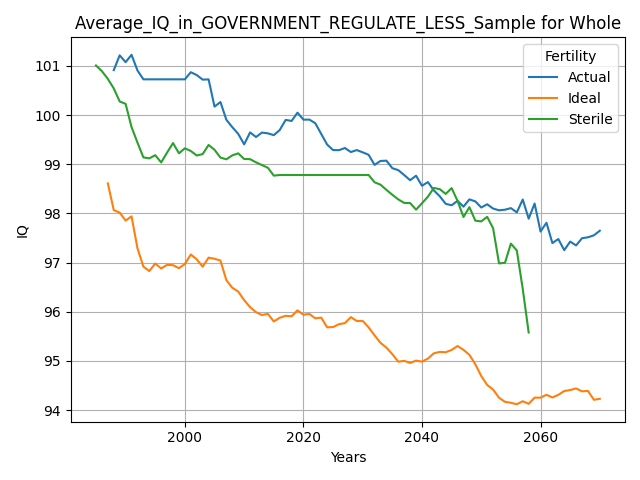 Average_IQ_in_GOVERNMENT_REGULATE_LESS_Sample for Whole
Fertility
Actual
Ideal
Sterile
IQ
101
100
99
98
97
96
95
94
2000
2020
2040
2060
Years